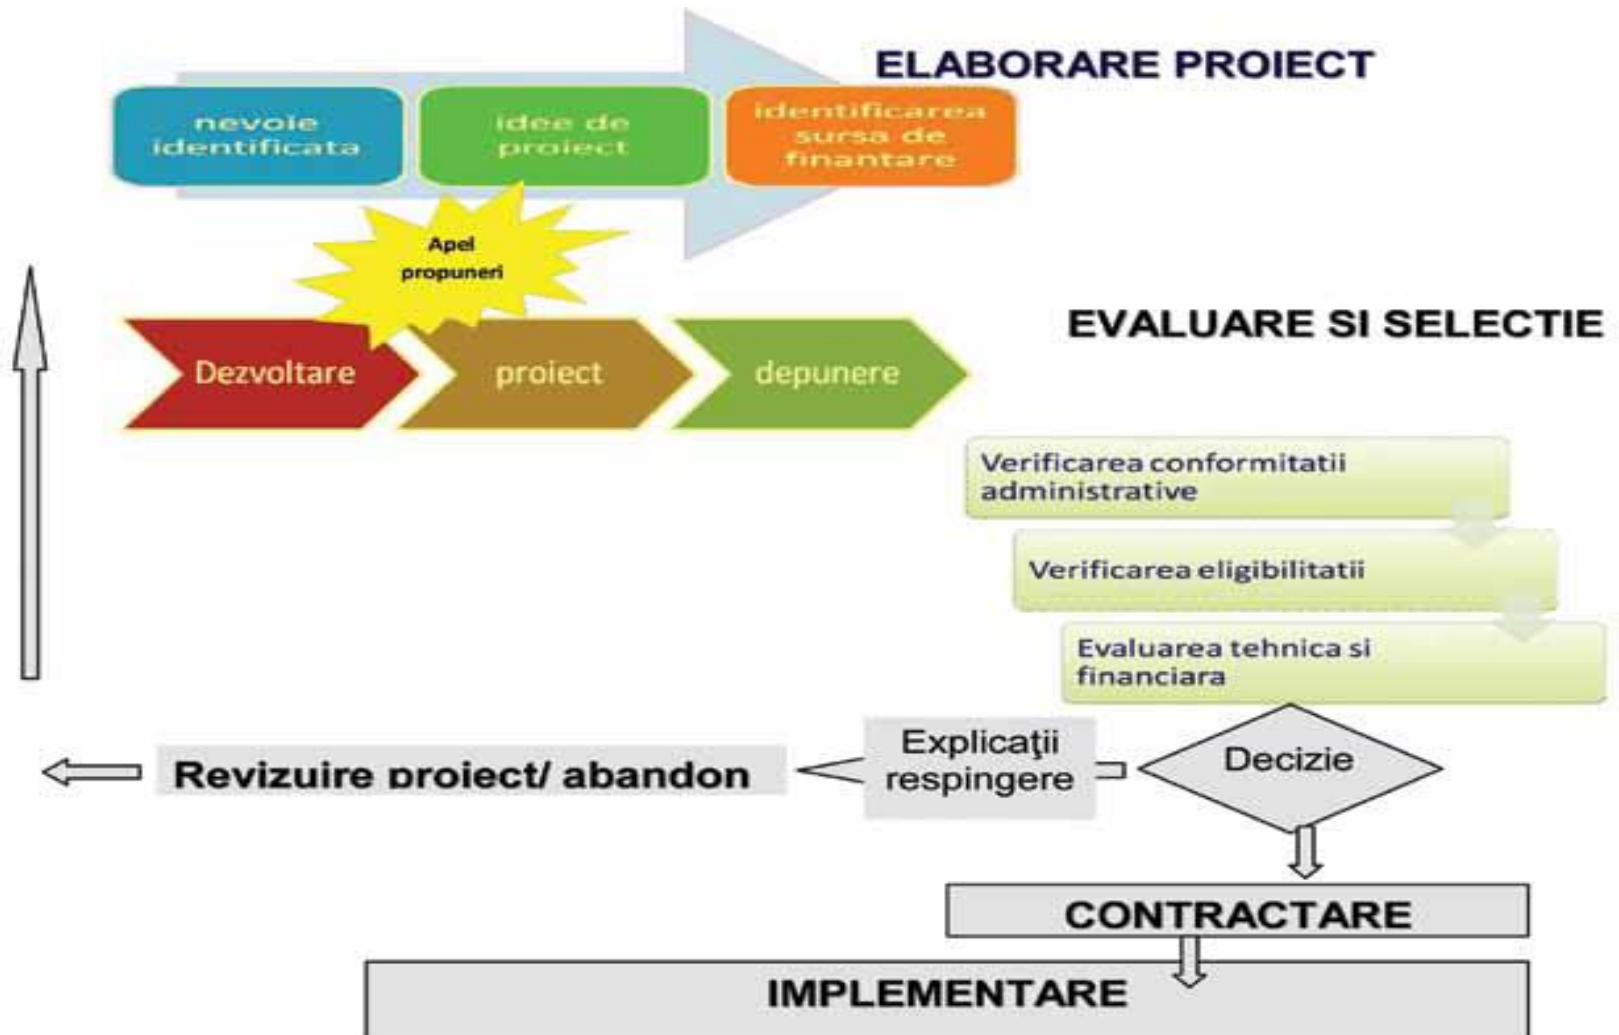 ELABORARE PROIECT
nevoie
identificata
idee de
proiect
identificarea
sursa de
finantare
Apel
propuneri
EVALUARE SI SELECTIE
Dezvoltare
proiect
depunere
Verificarea conformitatii
administrative
Verificarea eligibilitatii
Evaluarea tehnica si
financiara
Decizie
Explicaţii
respingere
Revizuire proiect/ abandon
CONTRACTARE
IMPLEMENTARE